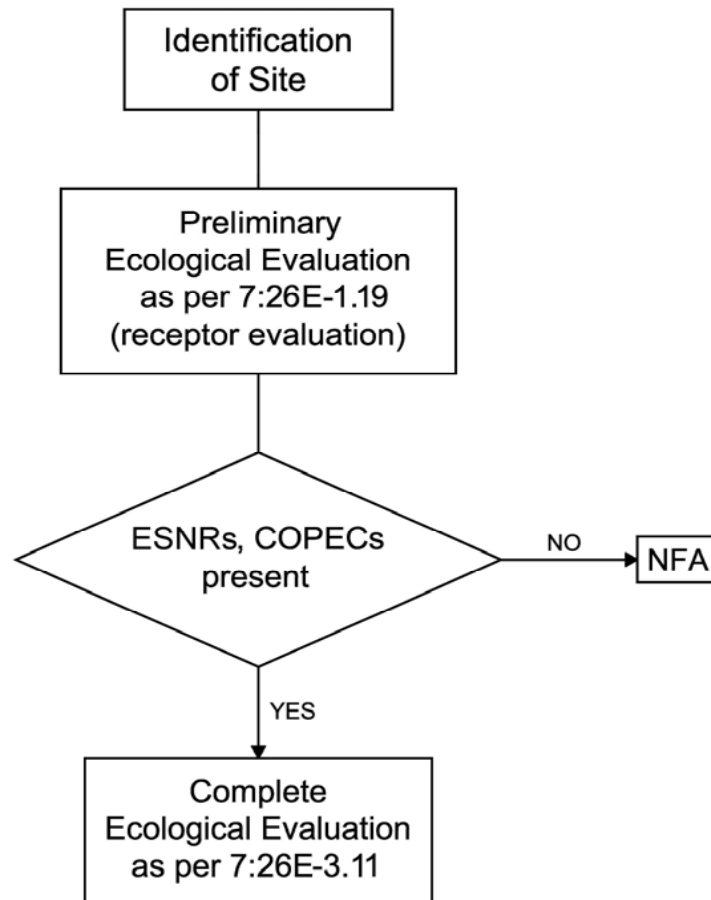 Identification
of Site
Preliminary
Ecological Evaluation
as per 7:26E-1.19
(receptor evaluation)
ESNRs, COPECs
present
NO
NFA
YES
Complete
Ecological Evaluation
as per 7:26E-3.11